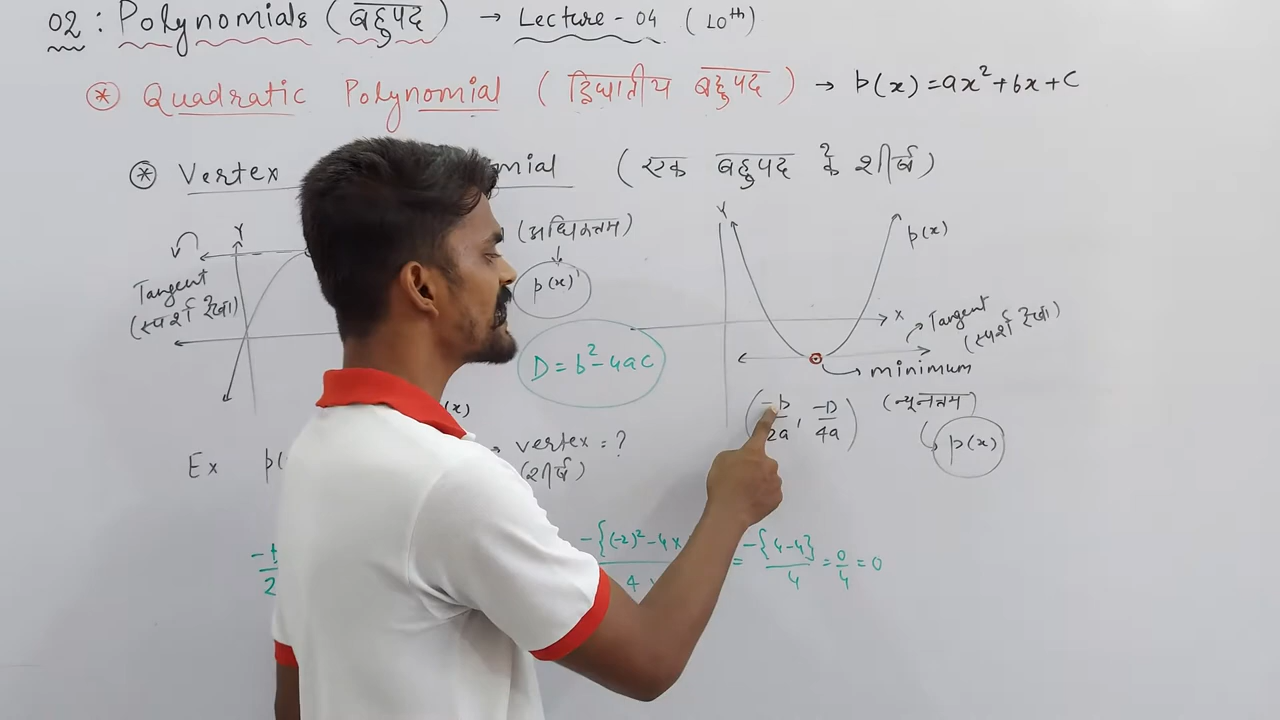 02 : Polynomials (बहुपद) → Lecture - 04 (10th)
* Quadratic Polynomial (द्विघातीय बहुपद) → p(x) = ax² + bx + c
* Vertex nomial (एक बहुपद के शीर्ष)
Y
(अधिकतम)
p(x)
Tangent
(स्पर्श रेखा)
D = b² - 4ac
Y
p(x)
x
Tangent
(स्पर्श रेखा)
minimum
(न्यूनतम)
p(x)
(-b/2a, -D/4a)
(x)
Ex p( → vertex = ?
(शीर्ष)
2
-{(-2)² - 4 x
4
= -{4-4}/4 = 0/4 = 0